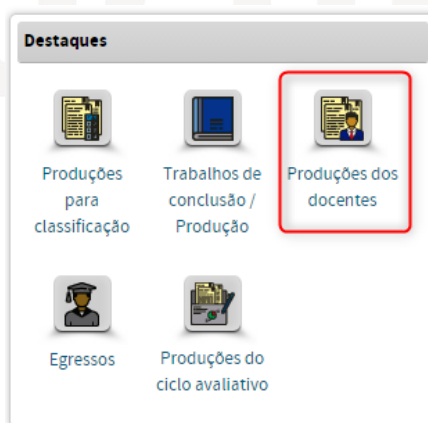 Destaques
Produções
para
classificação
Trabalhos de
conclusão /
Produção
Produções dos
docentes
Egressos
Produções do
ciclo avaliativo